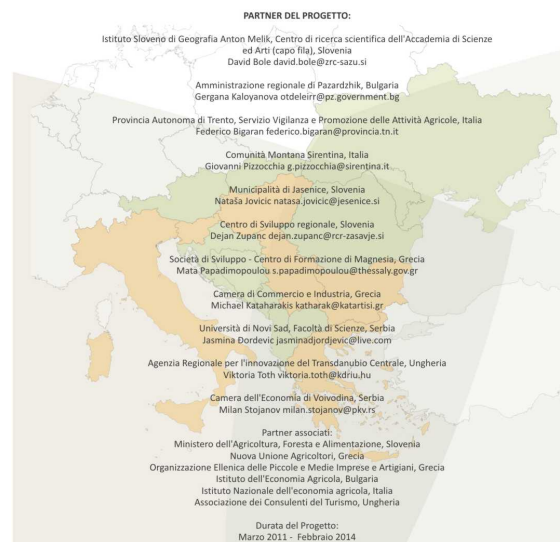 PARTNER DEL PROGETTO:
Istituto Sloveno di Geografia Anton Melik, Centro di ricerca scientifica dell'Accademia di Scienze
ed Arti (capo fila), Slovenia
David Bole david.bole@zrc-sazu.si
Amministrazione regionale di Pazardzhik, Bulgaria
Gergana Kaloyanova otdeleirr@pz.government.bg
Provincia Autonoma di Trento, Servizio Vigilanza e Promozione delle Attività Agricole, Italia
Federico Bigaran federico.bigaran@provincia.tn.it
Comunità Montana Sirentina, Italia
Giovanni Pizzocchia g.pizzocchia@sirentina.it
Municipalità di Jasenice, Slovenia
Nataša Jovicic natasa.jovicic@jesenice.si
Centro di Sviluppo regionale, Slovenia
Dejan Zupanc dejan.zupanc@rcr-zasavje.si
Società di Sviluppo - Centro di Formazione di Magnesia, Grecia
Mata Papadimopoulou s.papadimopoulou@thessaly.gov.gr
Camera di Commercio e Industria, Grecia
Michael Kataharakis katharak@katartisi.gr
Università di Novi Sad, Facoltà di Scienze, Serbia
Jasmina Ðordevic jasminadjordjevic@live.com
Agenzia Regionale per l'innovazione del Transdanubio Centrale, Ungheria
Viktoria Toth viktoria.toth@kdriu.hu
Camera dell'Economia di Voivodina, Serbia
Milan Stojanov milan.stojanov@pkv.rs
Partner associati:
Ministero dell'Agricoltura, Foresta e Alimentazione, Slovenia
Nuova Unione Agricoltori, Grecia
Organizzazione Ellenica delle Piccole e Medie Imprese e Artigiani, Grecia
Istituto dell'Economia Agricola, Bulgaria
Istituto Nazionale dell'economia agricola, Italia
Associazione dei Consulenti del Turismo, Ungheria
Durata del Progetto:
Marzo 2011 - Febbraio 2014